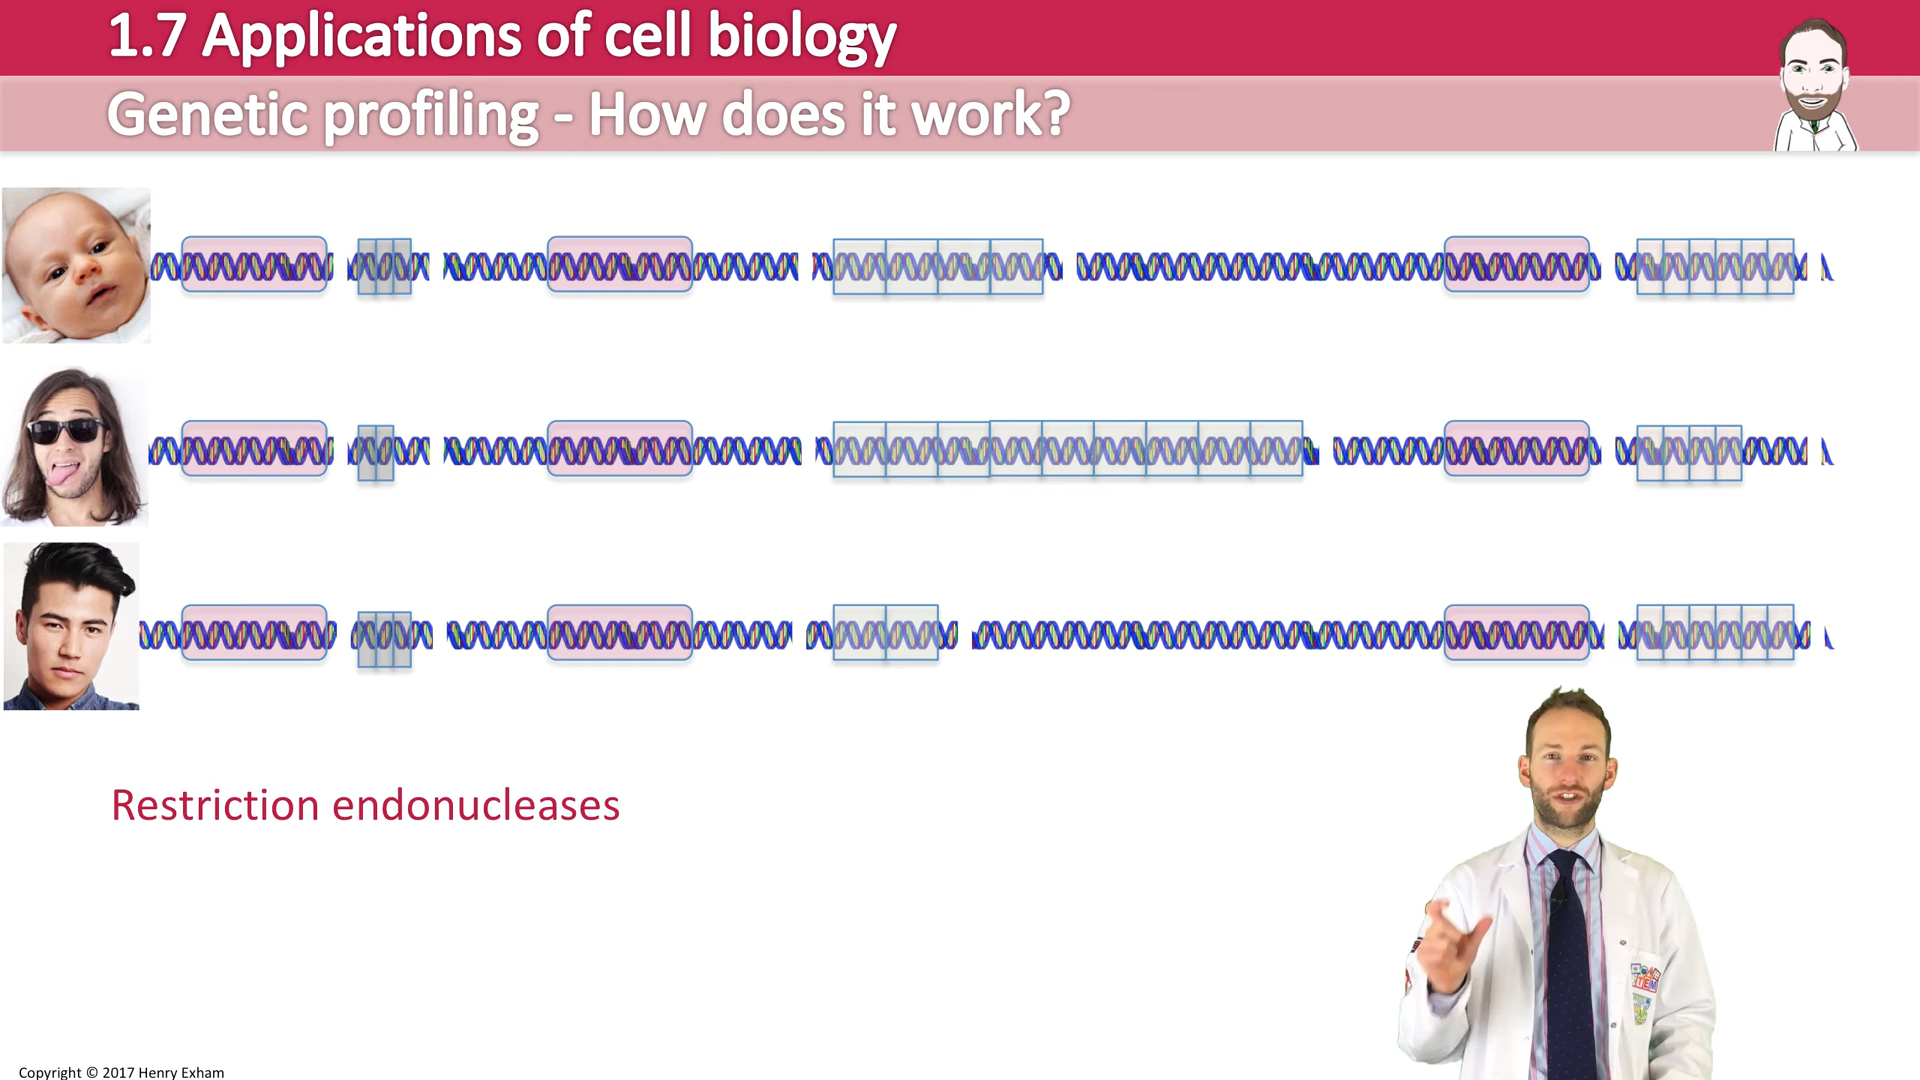 1.7 Applications of cell biology
Genetic profiling - How does it work?
Restriction endonucleases
Copyright © 2017 Henry Exham